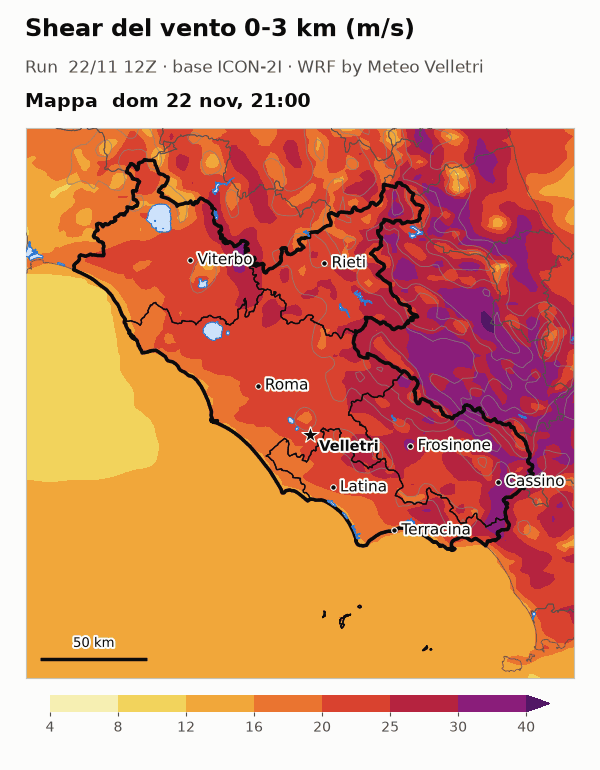 Shear del vento 0-3 km (m/s)
Run  22/11 12Z · base ICON-2I · WRF by Meteo Velletri
Mappa  dom 22 nov, 21:00
Viterbo
Rieti
Roma
Velletri
Frosinone
Cassino
Latina
Terracina
50 km
4 8 12 16 20 25 30 40